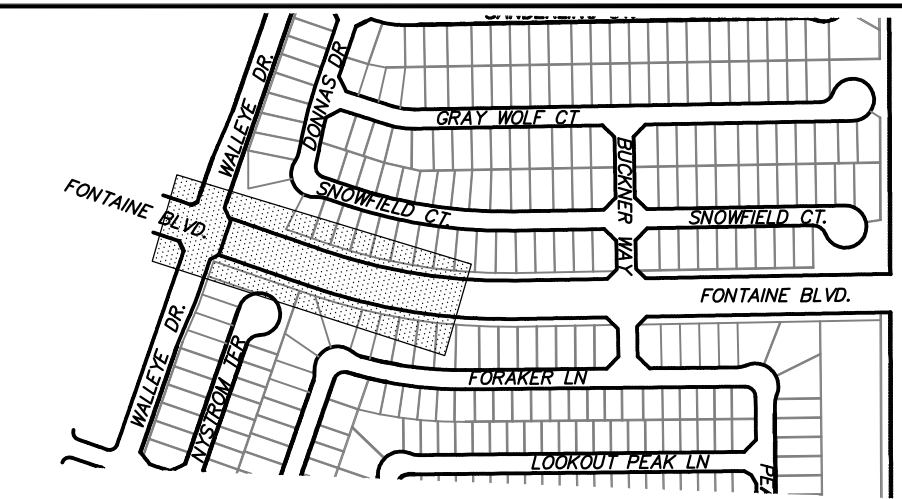 WALLEYE DR.
DONNAS DR
GRAY WOLF CT
BUCKNER WAY
FONTAINE BLVD.
SNOWFIELD CT.
SNOWFIELD CT.
FONTAINE BLVD.
WALLEYE DR.
NYSTROM TER
FORAKER LN
LOOKOUT PEAK LN